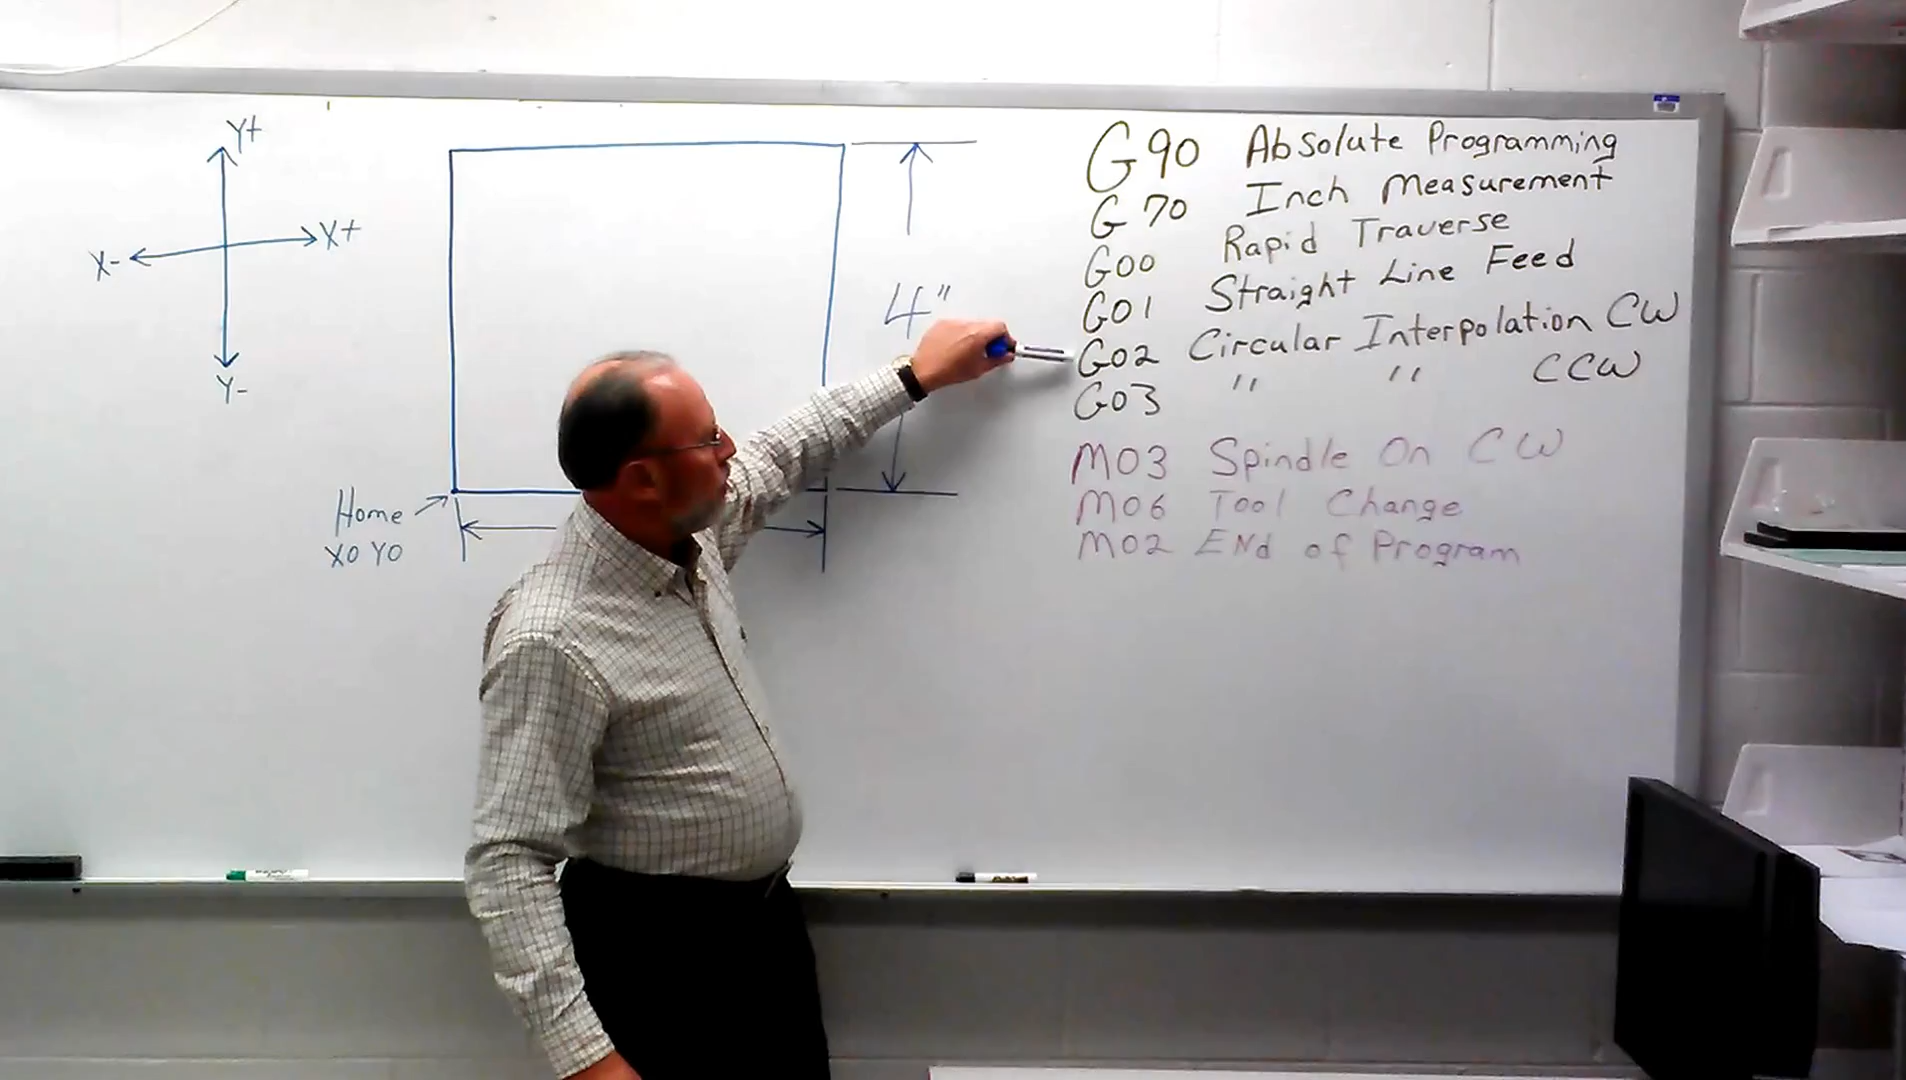 Y+
X- X+
Y-
4"
Home
X0 Y0
G90 Absolute Programming
G70 Inch Measurement
G00 Rapid Traverse
G01 Straight Line Feed
G02 Circular Interpolation CW
G03 " " CCW
M03 Spindle On CW
M06 Tool Change
M02 End of Program